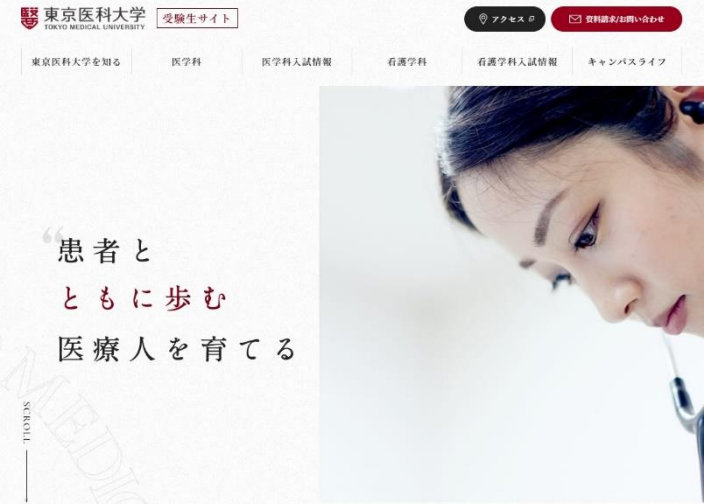 東京医科大学
TOKYO MEDICAL UNIVERSITY
受験生サイト
アクセス
資料請求/お問い合わせ
東京医科大学を知る
医学科
医学科入試情報
看護学科
看護学科入試情報
キャンパスライフ
“
患者と
ともに歩む
医療人を育てる
SCROLL
MEDIC